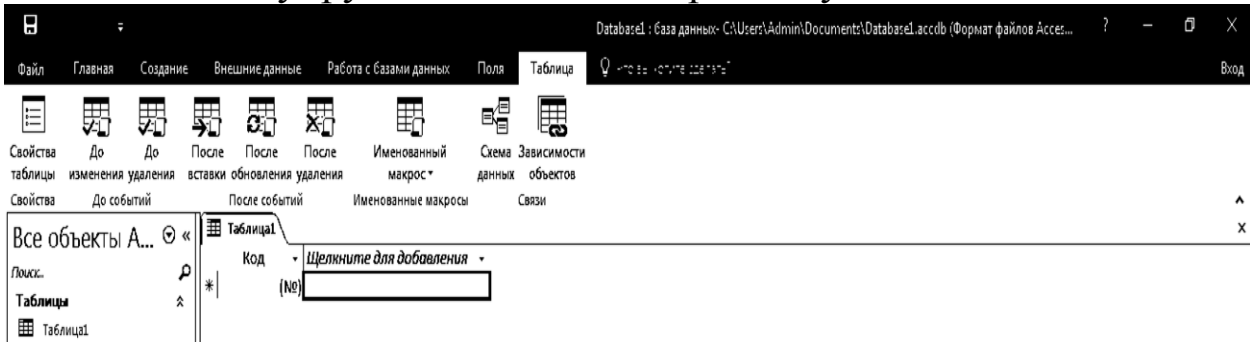 Database1 : база данных- C:\Users\Admin\Documents\Database1.accdb (Формат файлов Acces... ?
Файл Главная Создание Внешние данные Работа с базами данных Поля Таблица Вход
Свойства таблицы До изменения До удаления После вставки После обновления После удаления Именованный макрос Схема данных Зависимости объектов
Свойства До событий После событий Именованные макросы Связи
Все объекты А... «
Таблица1
Код Щелкните для добавления
Поиск...
* (№)
Таблицы
Таблица1